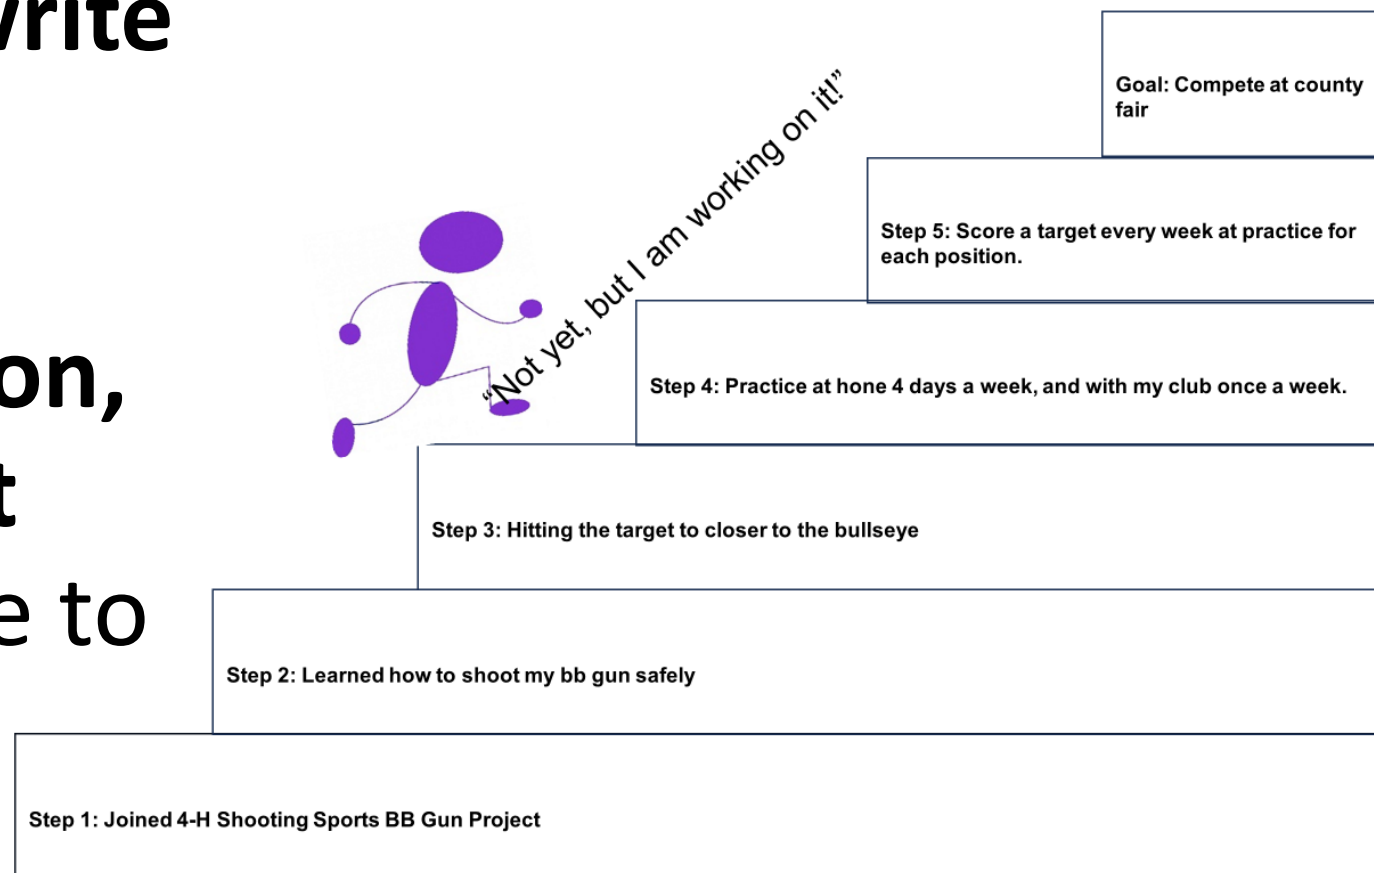 write
on,
t
e to
“Not yet, but I am working on it!”
Goal: Compete at county
fair
Step 5: Score a target every week at practice for
each position.
Step 4: Practice at hone 4 days a week, and with my club once a week.
Step 3: Hitting the target to closer to the bullseye
Step 2: Learned how to shoot my bb gun safely
Step 1: Joined 4-H Shooting Sports BB Gun Project